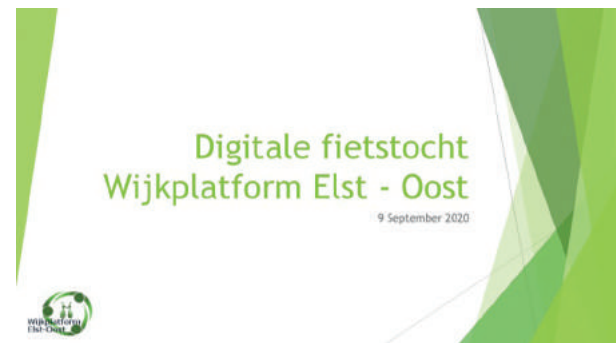 Digitale fietstocht
Wijkplatform Elst - Oost
9 September 2020
Wijkplatform
Elst-Oost